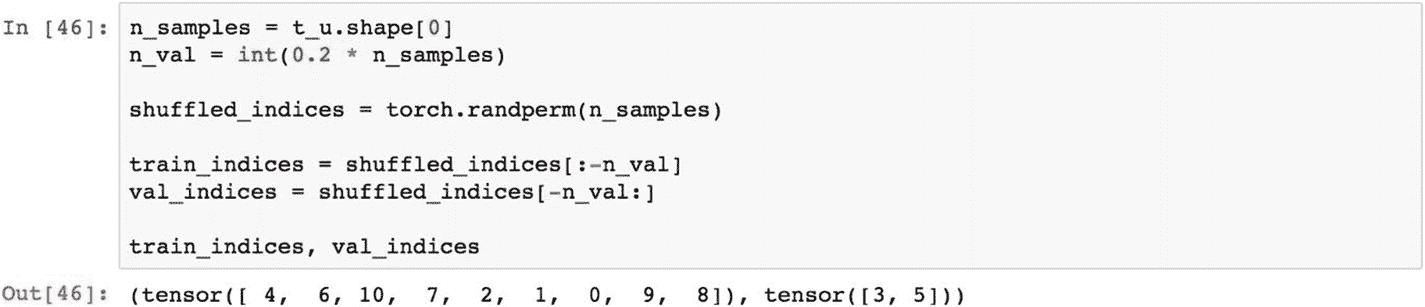 In [46]: n_samples = t_u.shape[0]
n_val = int(0.2 * n_samples)
shuffled_indices = torch.randperm(n_samples)
train_indices = shuffled_indices[:-n_val]
val_indices = shuffled_indices[-n_val:]
train_indices, val_indices
Out[46]: (tensor([ 4,  6, 10,  7,  2,  1,  0,  9,  8]), tensor([3, 5]))